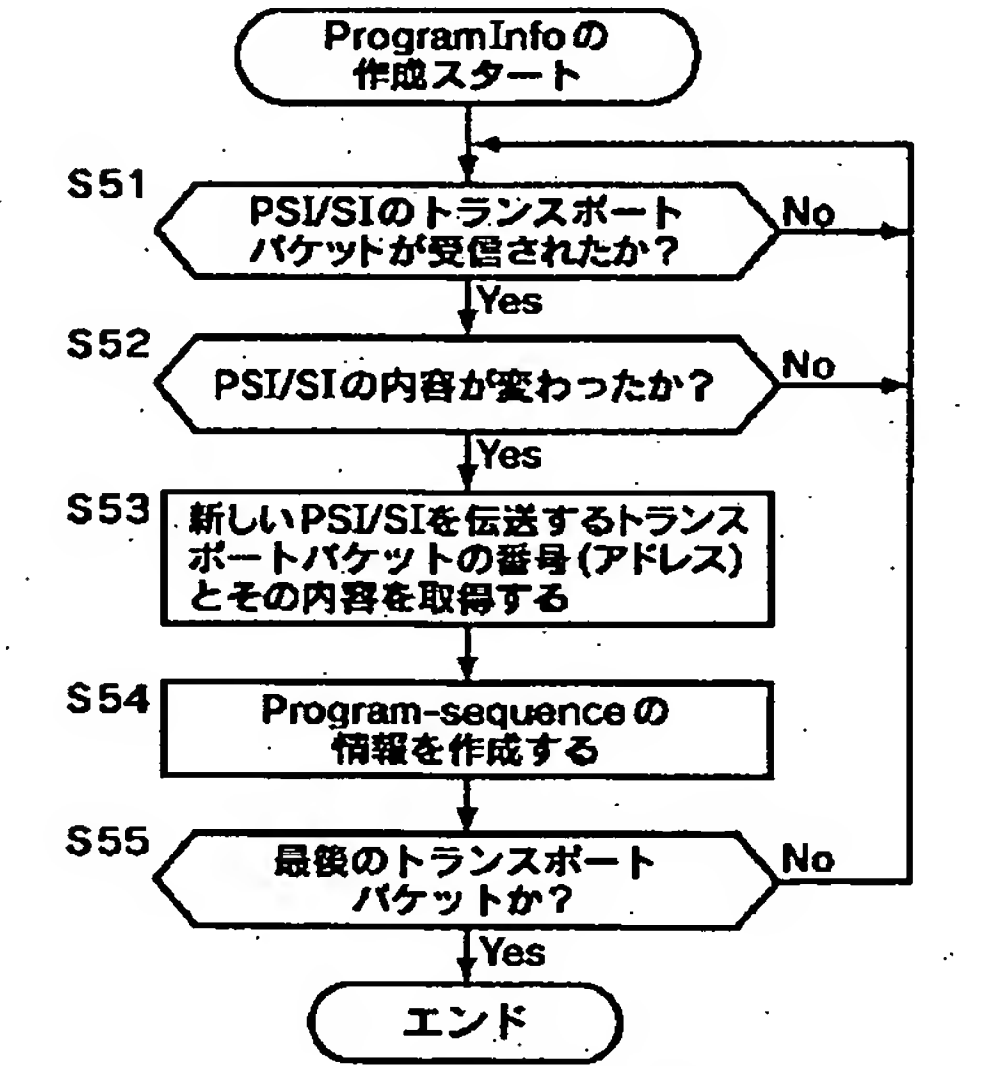 ProgramInfoの
作成スタート
S51
PSI/SIのトランスポート
パケットが受信されたか？
No
Yes
S52
PSI/SIの内容が変わったか？
No
Yes
S53
新しいPSI/SIを伝送するトランス
ポートパケットの番号(アドレス)
とその内容を取得する
S54
Program-sequenceの
情報を作成する
S55
最後のトランスポート
パケットか？
No
Yes
エンド